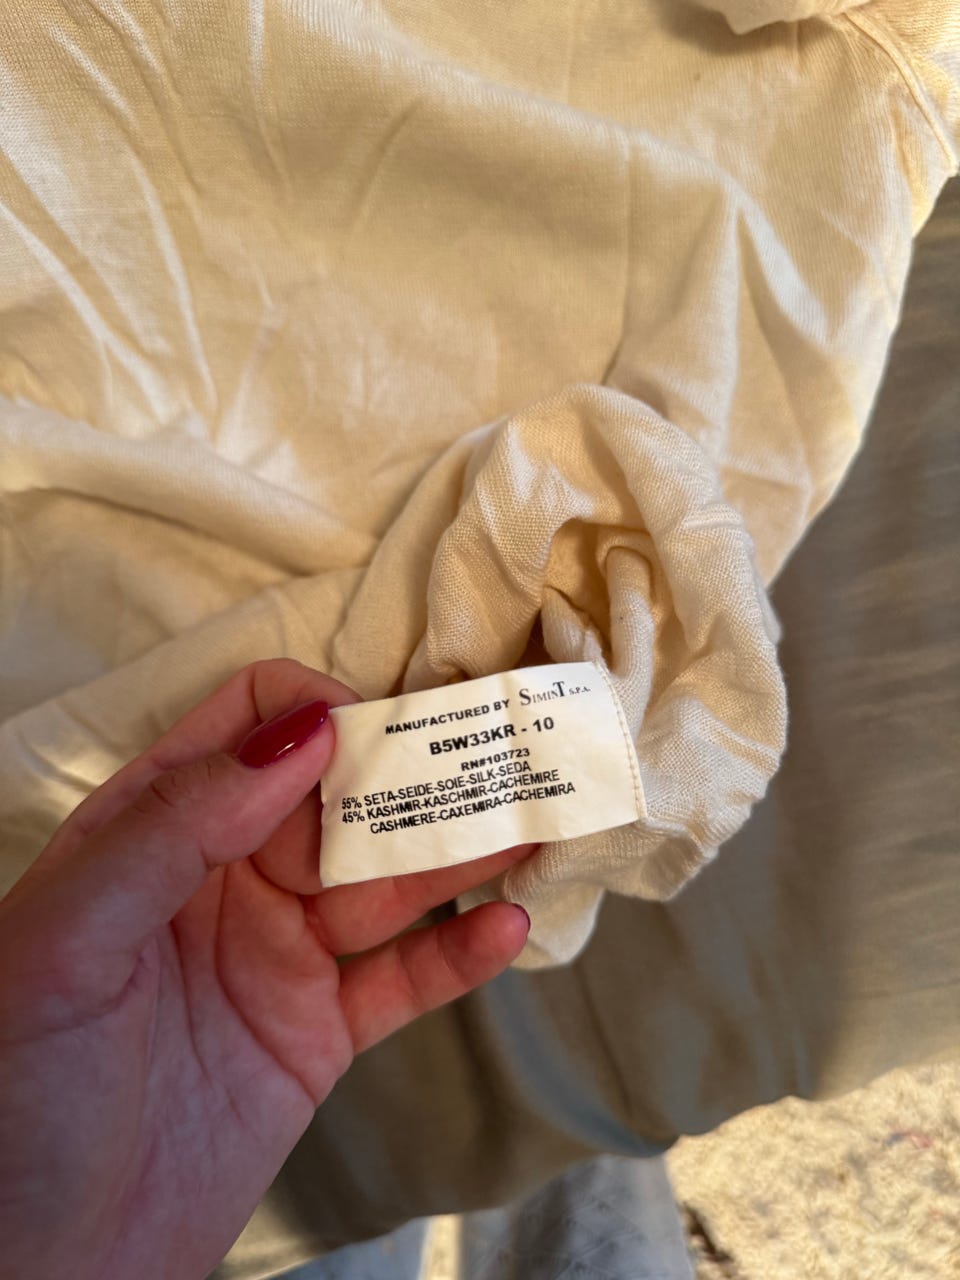 MANUFACTURED BY SIMINT S.P.A.
B5W33KR - 10
RN#103723
55% SETA-SEIDE-SOIE-SILK-SEDA
45% KASHMIR-KASCHMIR-CACHEMIRE
CASHMERE-CAXEMIRA-CACHEMIRA